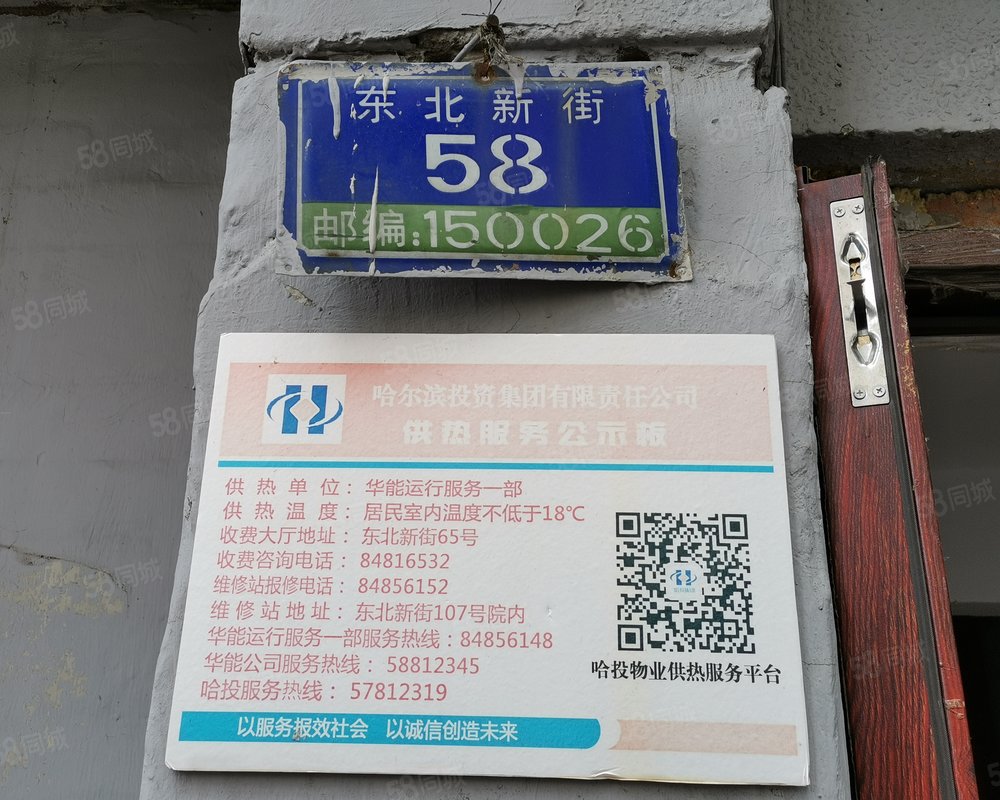 东北新街
58
邮编:150026
哈尔滨投资集团有限责任公司
供热服务公示板
供热单位：华能运行服务一部
供热温度：居民室内温度不低于18℃
收费大厅地址：东北新街65号
收费咨询电话：84816532
维修站报修电话：84856152
维修站地址：东北新街107号院内
华能运行服务一部服务热线：84856148
华能公司服务热线：58812345
哈投服务热线：57812319
哈投物业供热服务平台
以服务报效社会 以诚信创造未来
58同城